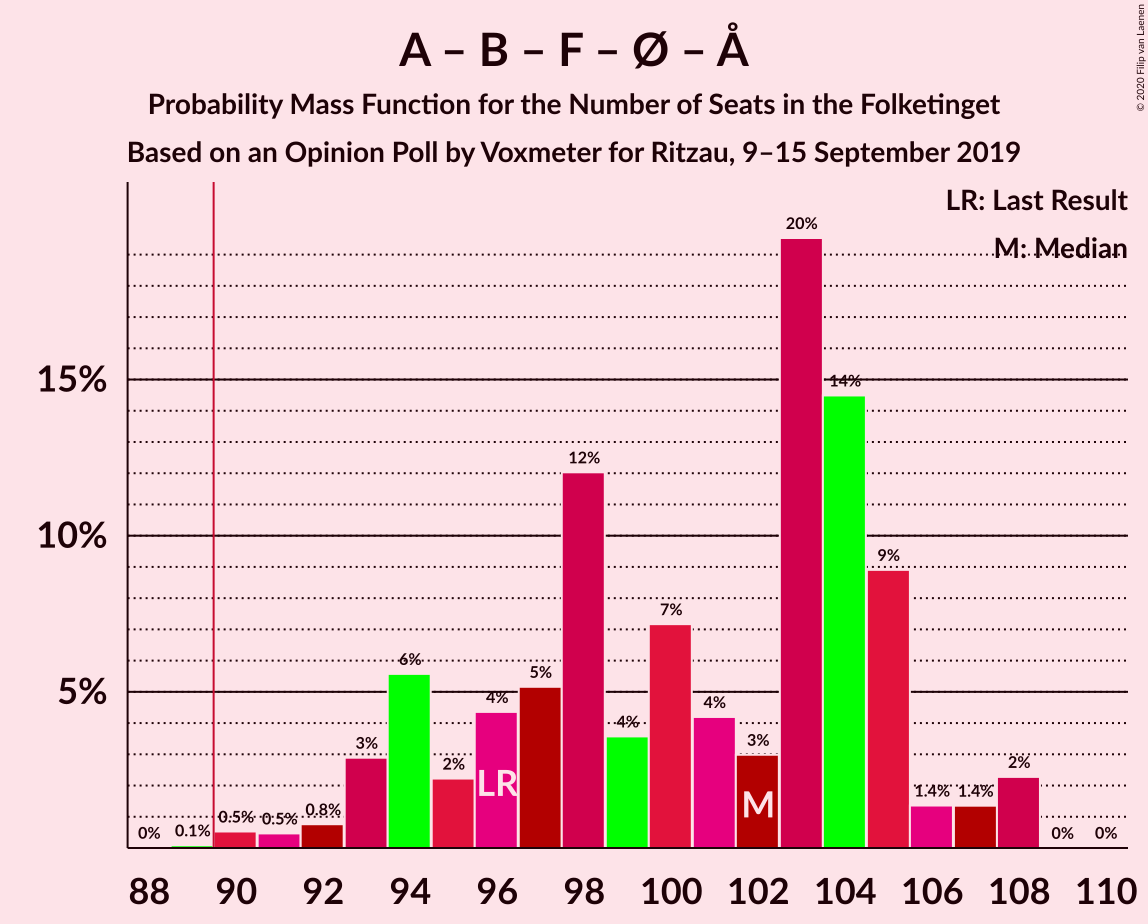 A – B – F – Ø – Å
Probability Mass Function for the Number of Seats in the Folketinget
Based on an Opinion Poll by Voxmeter for Ritzau, 9–15 September 2019
© 2020 Filip van Laenen
LR: Last Result
M: Median
15%
10%
5%
0%
0.1%
0.5%
0.5%
0.8%
3%
6%
2%
4%
5%
12%
4%
7%
4%
3%
20%
14%
9%
1.4%
1.4%
2%
0%
0%
LR
M
88 90 92 94 96 98 100 102 104 106 108 110